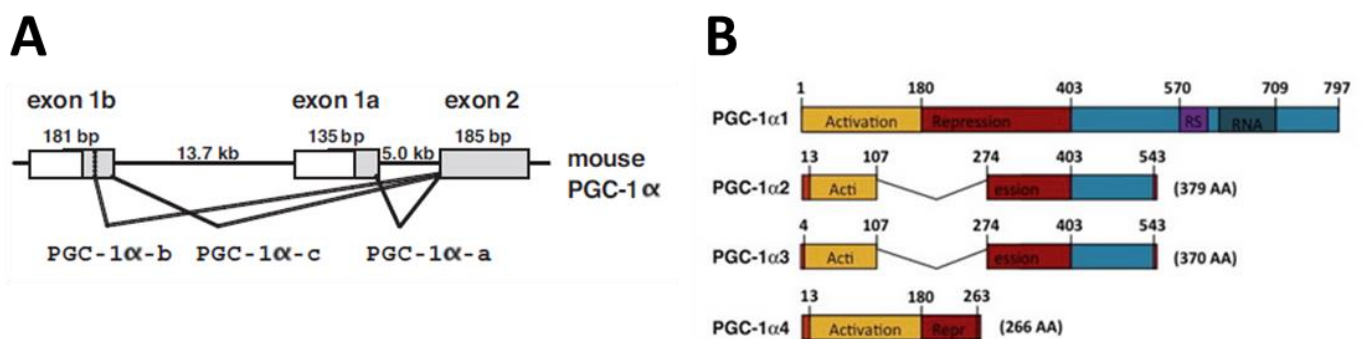 A
exon 1b
exon 1a
exon 2
181 bp
135 bp
185 bp
13.7 kb
5.0 kb
mouse
PGC-1α
PGC-1α-b
PGC-1α-c
PGC-1α-a
B
1 180 403 570 709 797
PGC-1α1
Activation Repression RS RNA
13 107 274 403 543
PGC-1α2
Acti ession (379 AA)
4 107 274 403 543
PGC-1α3
Acti ession (370 AA)
13 180 263
PGC-1α4
Activation Repr (266 AA)